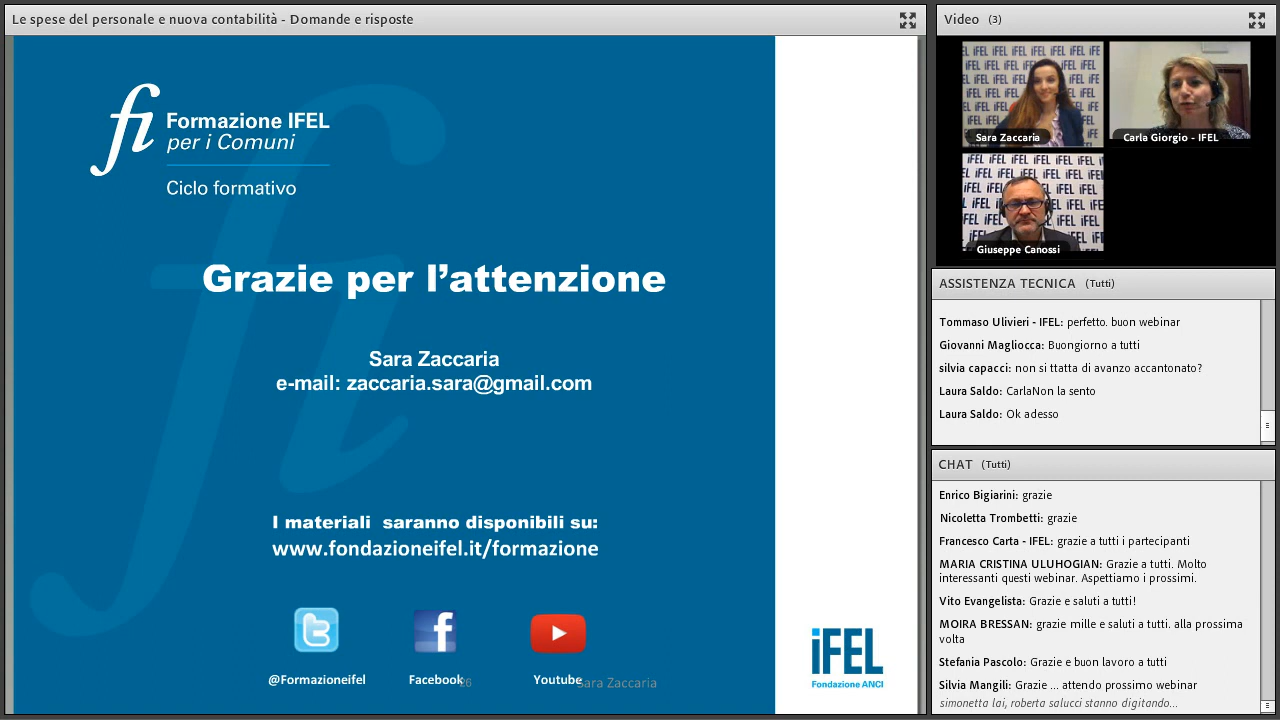 Le spese del personale e nuova contabilità - Domande e risposte
fi
Formazione IFEL
per i Comuni
Ciclo formativo
Grazie per l’attenzione
Sara Zaccaria
e-mail: zaccaria.sara@gmail.com
I materiali saranno disponibili su:
www.fondazioneifel.it/formazione
@Formazioneifel
Facebook
26
Youtube
Sara Zaccaria
iFEL
Fondazione ANCI
Video (3)
Sara Zaccaria
Carla Giorgio - IFEL
Giuseppe Canossi
ASSISTENZA TECNICA (Tutti)
Tommaso Ulivieri - IFEL: perfetto. buon webinar
Giovanni Magliocca: Buongiorno a tutti
silvia capacci: non si ttatta di avanzo accantonato?
Laura Saldo: CarlaNon la sento
Laura Saldo: Ok adesso
CHAT (Tutti)
Enrico Bigiarini: grazie
Nicoletta Trombetti: grazie
Francesco Carta - IFEL: grazie a tutti i partecipanti
MARIA CRISTINA ULUHOGIAN: Grazie a tutti. Molto
interessanti questi webinar. Aspettiamo i prossimi.
Vito Evangelista: Grazie e saluti a tutti!
MOIRA BRESSAN: grazie mille e saluti a tutti. alla prossima
volta
Stefania Pascolo: Grazie e buon lavoro a tutti
Silvia Mangili: Grazie ... attendo prossimo webinar
simonetta lai, roberta salucci stanno digitando...